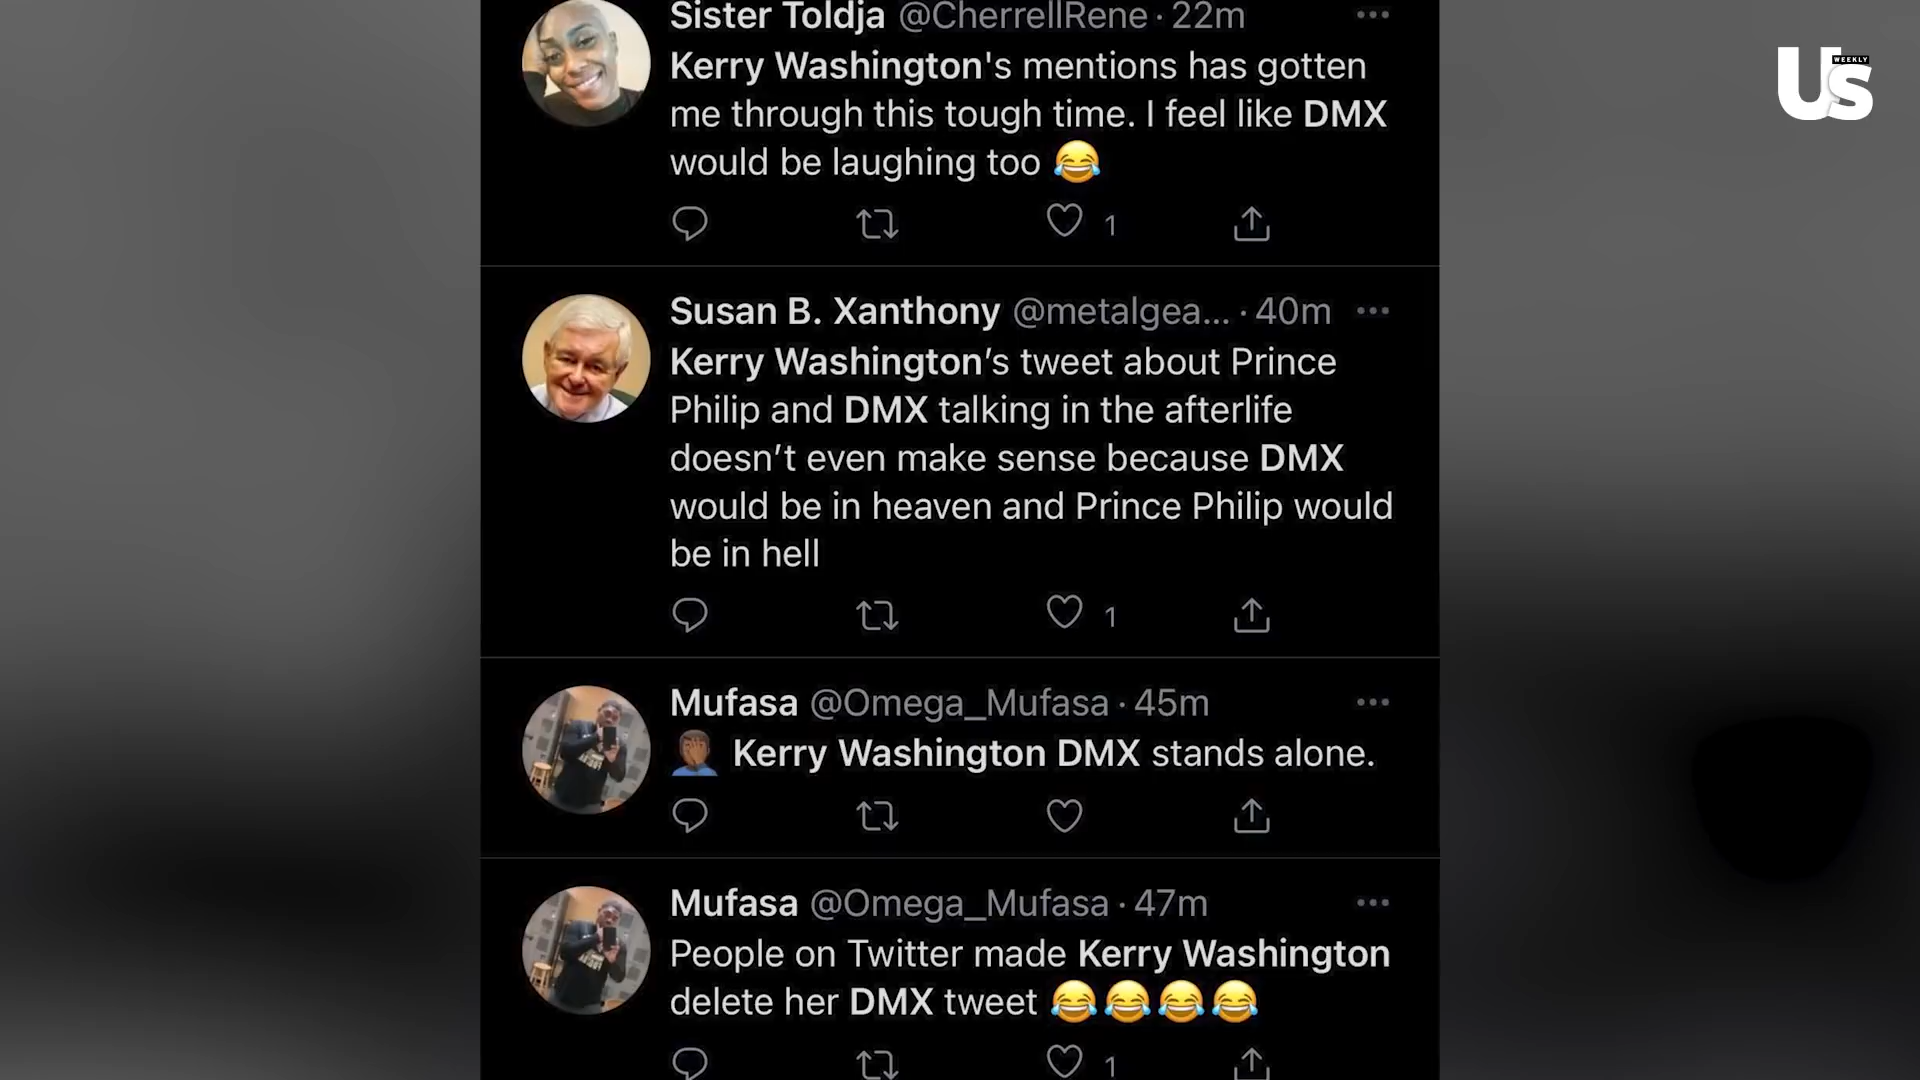 Sister Toldja @CherrellRene · 22m
Kerry Washington's mentions has gotten
me through this tough time. I feel like DMX
would be laughing too 😂
1
Susan B. Xanthony @metalgea... · 40m
Kerry Washington’s tweet about Prince
Philip and DMX talking in the afterlife
doesn’t even make sense because DMX
would be in heaven and Prince Philip would
be in hell
1
Mufasa @Omega_Mufasa · 45m
🤦🏾‍♂️ Kerry Washington DMX stands alone.
Mufasa @Omega_Mufasa · 47m
People on Twitter made Kerry Washington
delete her DMX tweet 😂😂😂😂
1
Us WEEKLY